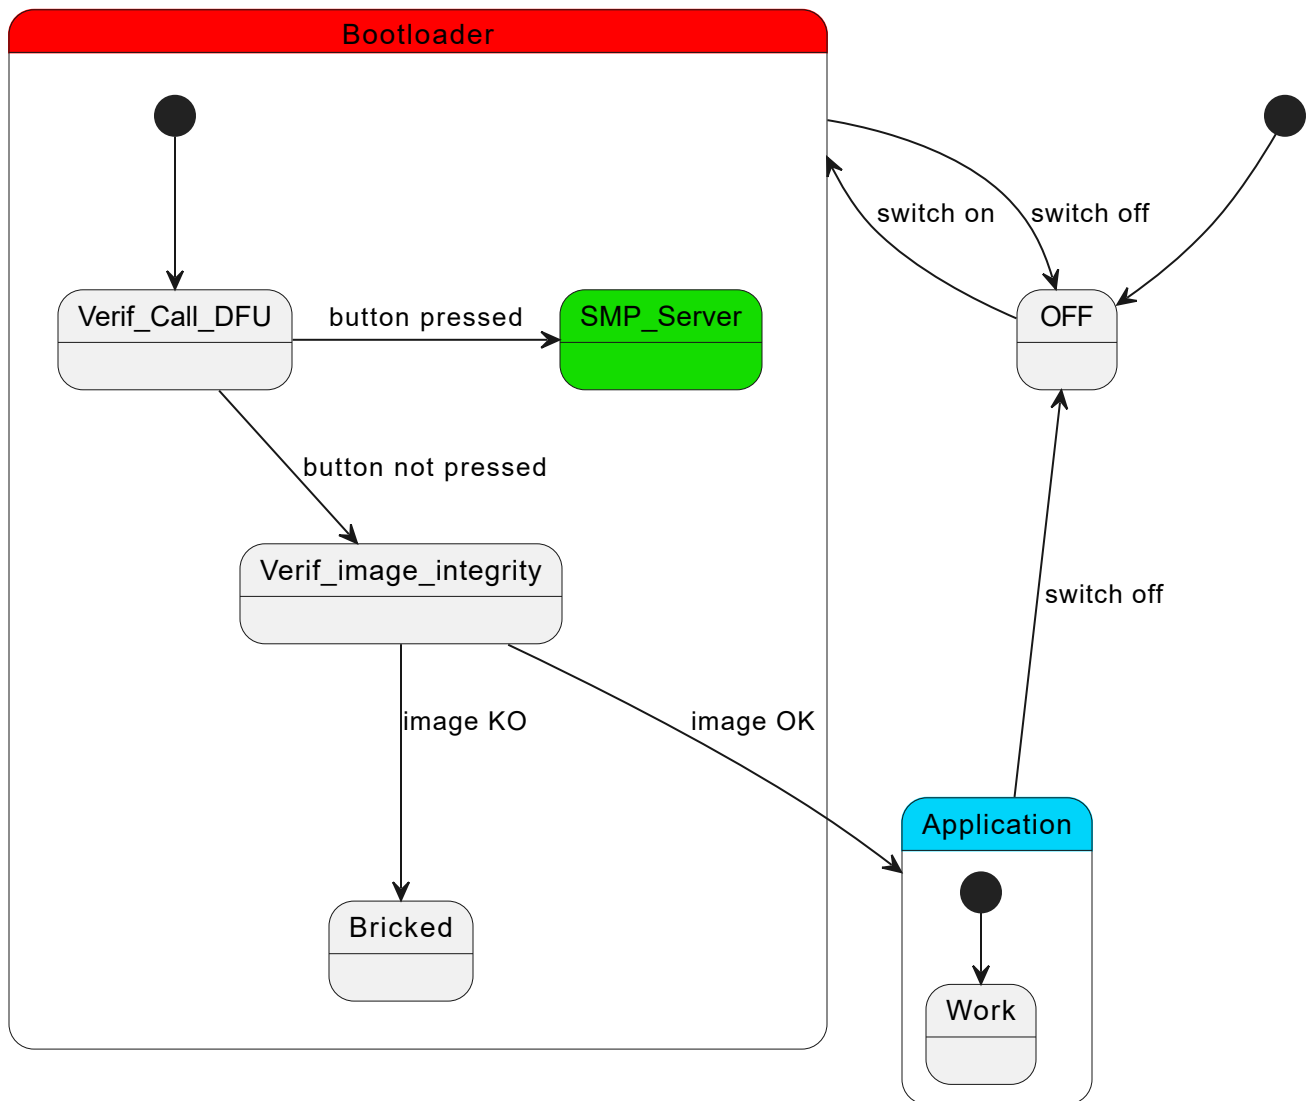 Bootloader
switch on
switch off
Verif_Call_DFU
button pressed
SMP_Server
OFF
button not pressed
Verif_image_integrity
switch off
image KO
image OK
Application
Bricked
Work